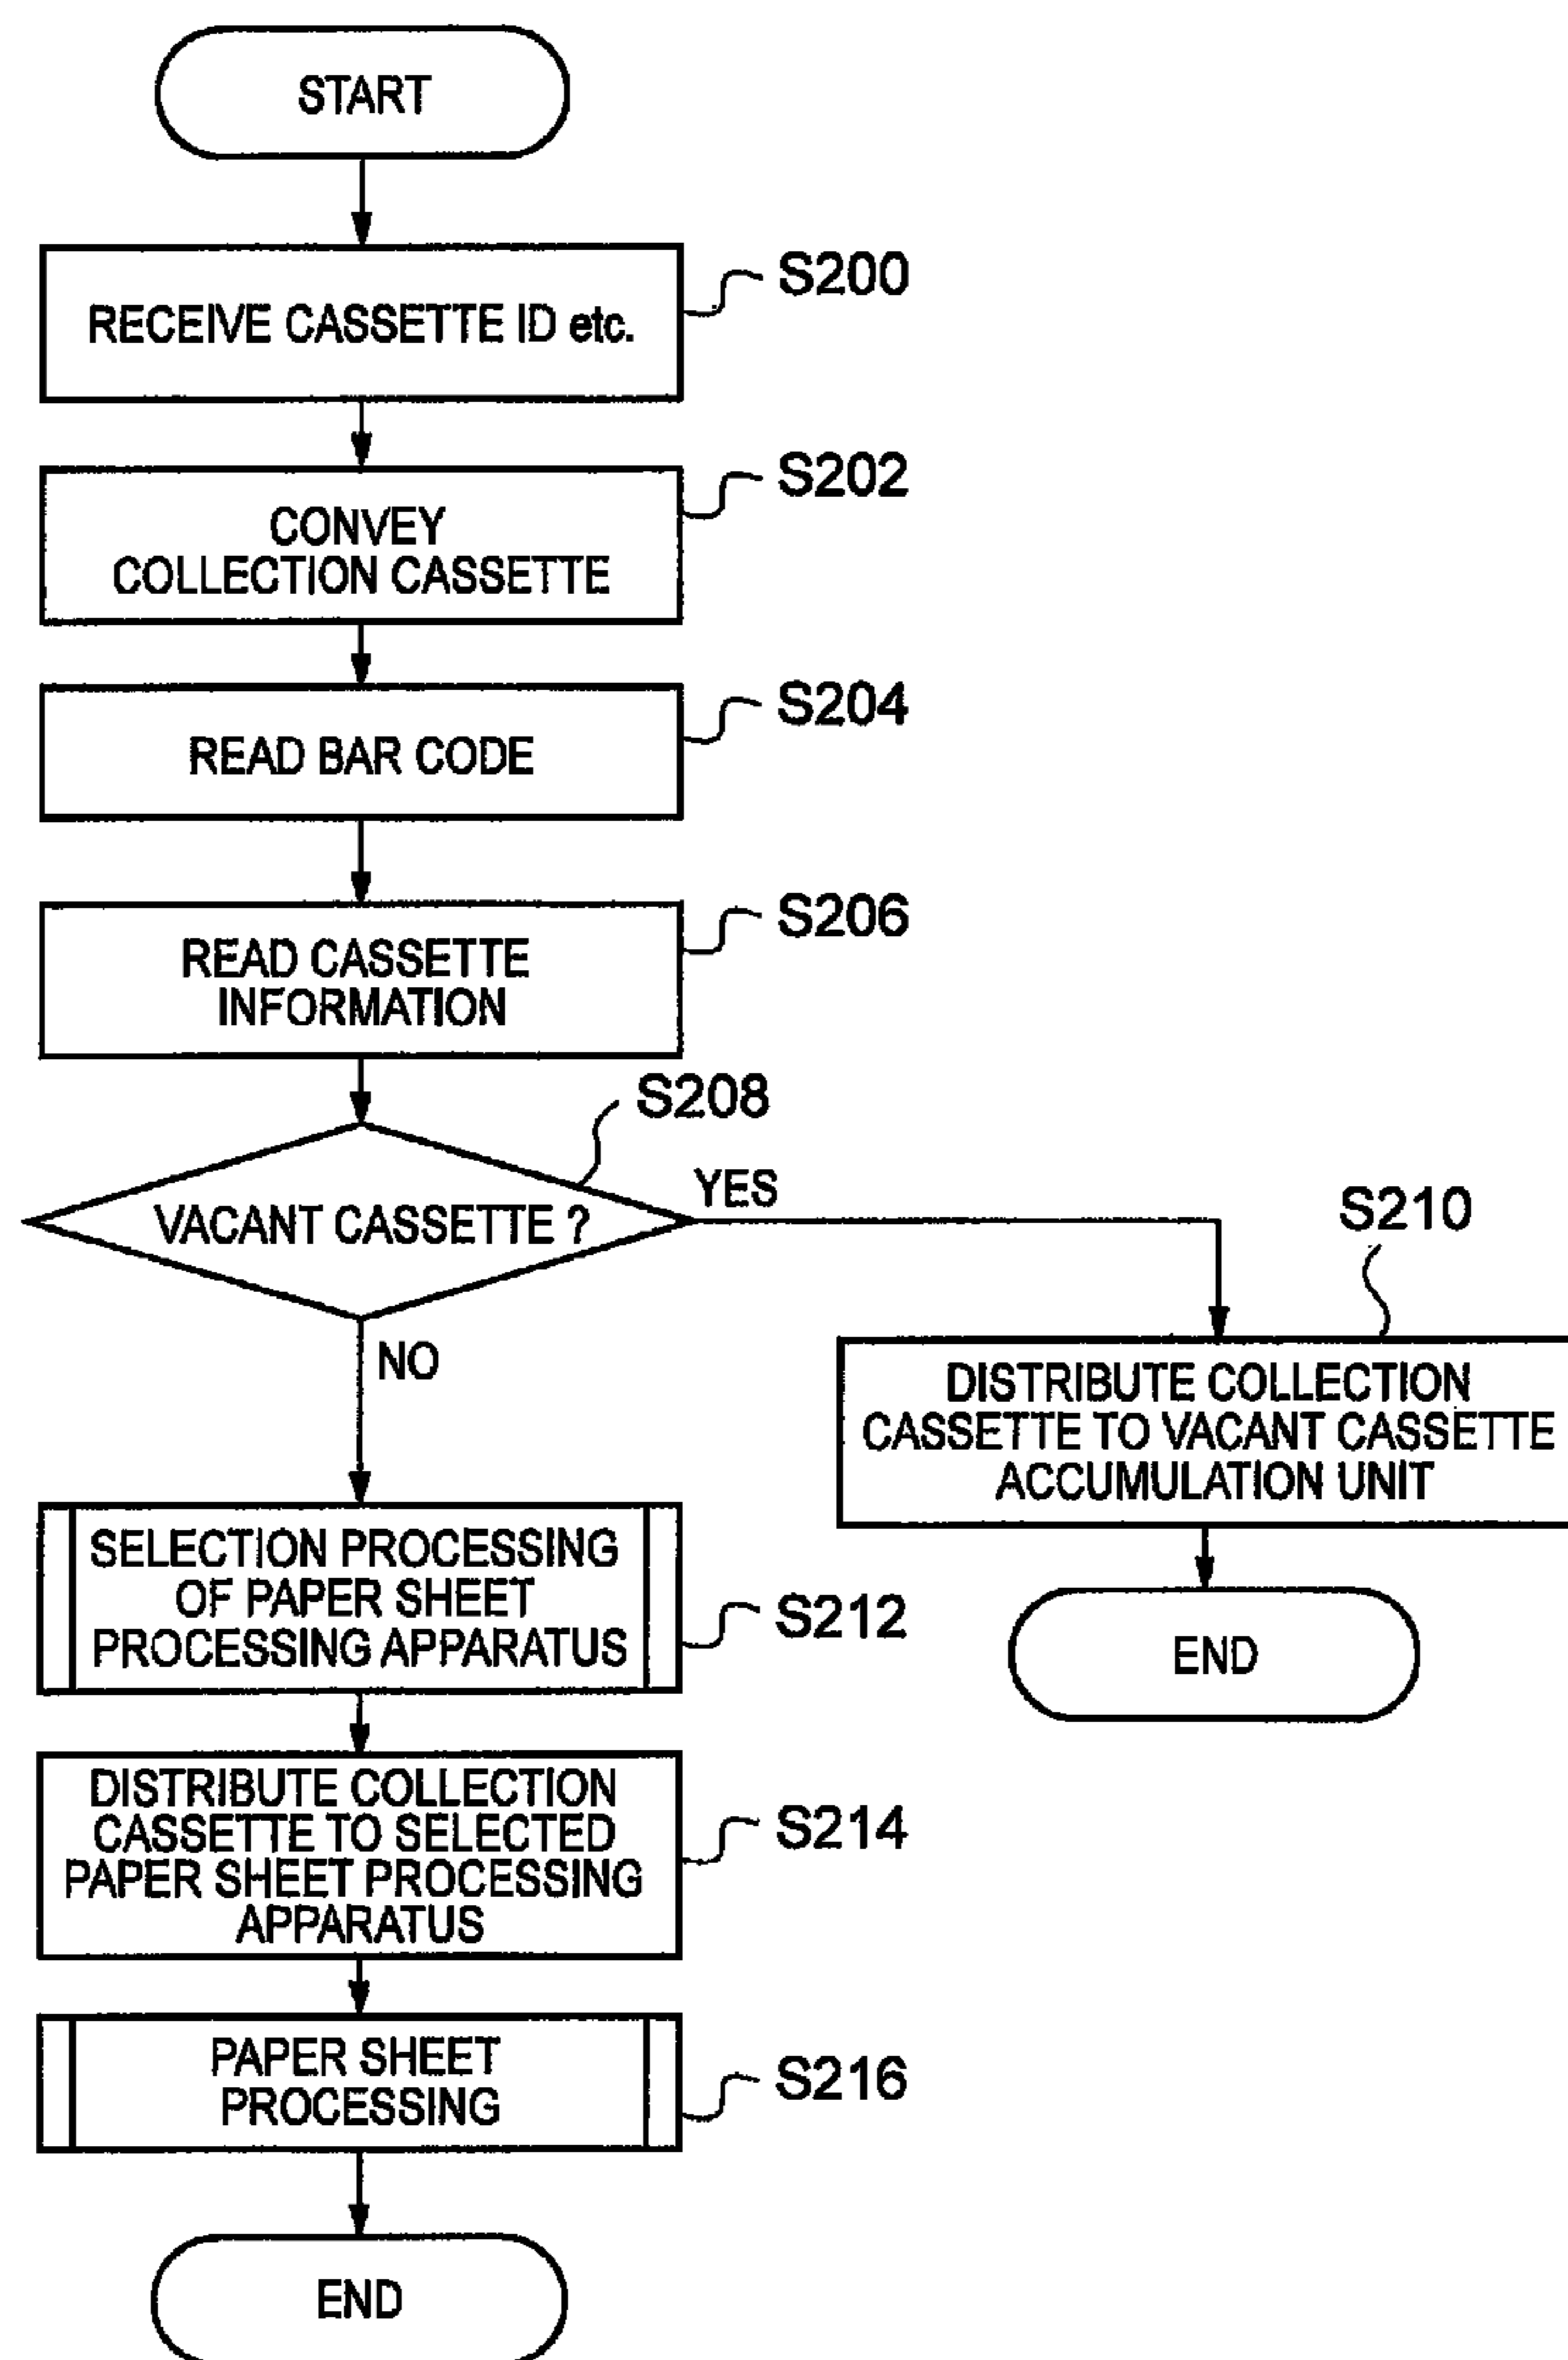 START
RECEIVE CASSETTE ID etc.
S200
CONVEY
COLLECTION CASSETTE
S202
READ BAR CODE
S204
READ CASSETTE
INFORMATION
S206
VACANT CASSETTE ?
S208
YES
NO
S210
DISTRIBUTE COLLECTION
CASSETTE TO VACANT CASSETTE
ACCUMULATION UNIT
END
SELECTION PROCESSING
OF PAPER SHEET
PROCESSING APPARATUS
S212
DISTRIBUTE COLLECTION
CASSETTE TO SELECTED
PAPER SHEET PROCESSING
APPARATUS
S214
PAPER SHEET
PROCESSING
S216
END